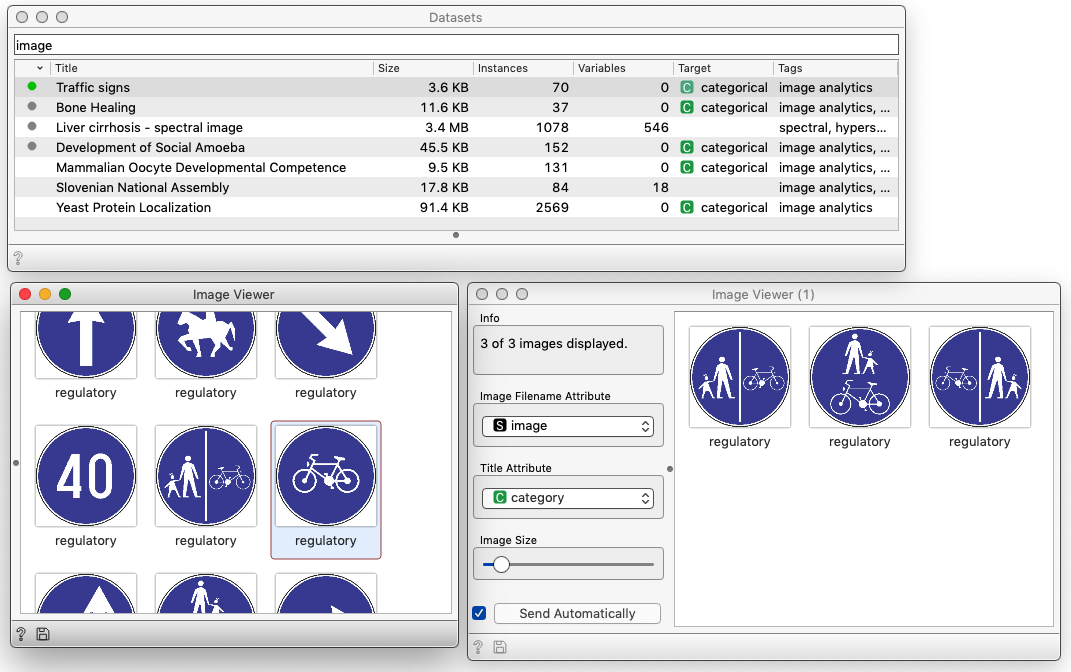 Datasets
image
Title Size Instances Variables Target Tags
Traffic signs 3.6 KB 70 0 C categorical image analytics
Bone Healing 11.6 KB 37 0 C categorical image analytics, ...
Liver cirrhosis - spectral image 3.4 MB 1078 546 spectral, hypers...
Development of Social Amoeba 45.5 KB 152 0 C categorical image analytics, ...
Mammalian Oocyte Developmental Competence 9.5 KB 131 0 C categorical image analytics, ...
Slovenian National Assembly 17.8 KB 84 18 image analytics, ...
Yeast Protein Localization 91.4 KB 2569 0 C categorical image analytics
?
Image Viewer
regulatory regulatory regulatory
40
regulatory regulatory regulatory
?
Image Viewer (1)
Info
3 of 3 images displayed.
Image Filename Attribute
S image
Title Attribute
C category
Image Size
Send Automatically
regulatory regulatory regulatory
?